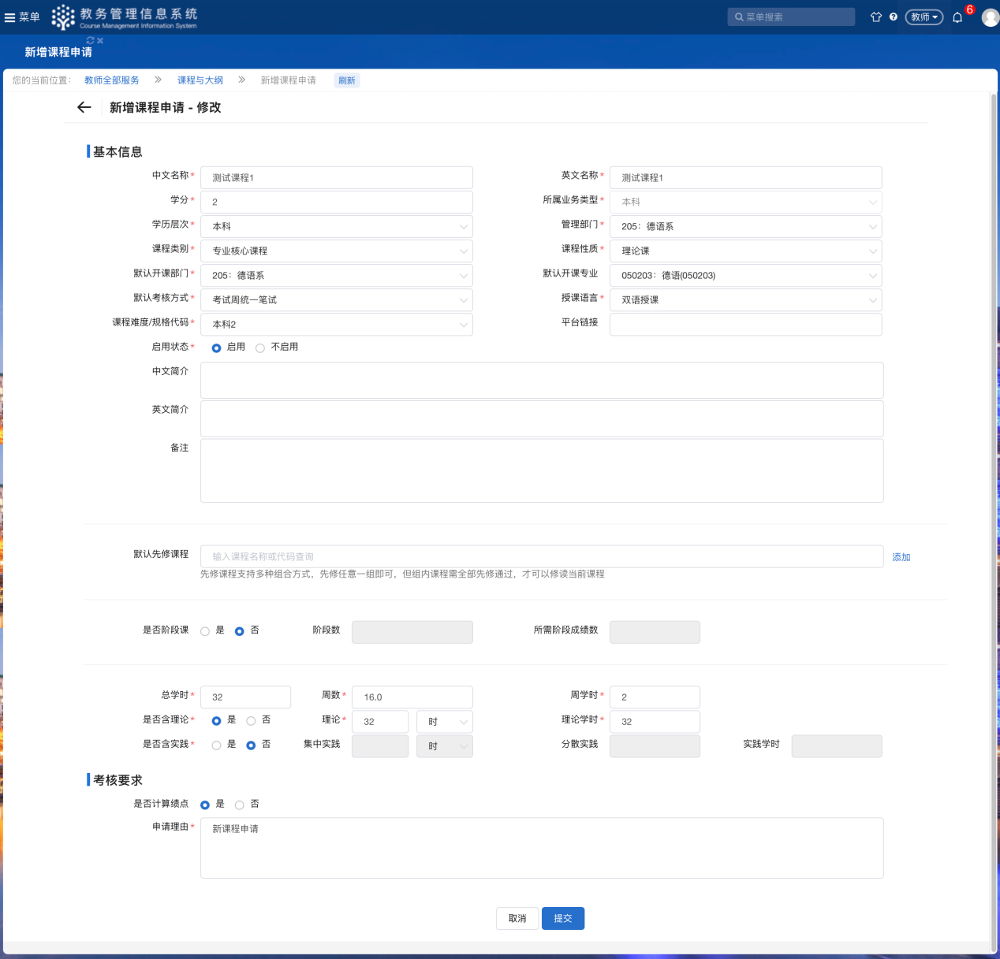 菜单 教务管理信息系统 菜单搜索 教师 6
Course Management Information System
新增课程申请
您的当前位置： 教师全部服务 课程与大纲 新增课程申请 刷新
新增课程申请 - 修改
基本信息
中文名称* 测试课程1 英文名称* 测试课程1
学分* 2 所属业务类型* 本科
学历层次* 本科 管理部门* 205：德语系
课程类别* 专业核心课程 课程性质* 理论课
默认开课部门* 205：德语系 默认开课专业 050203：德语(050203)
默认考核方式* 考试周统一笔试 授课语言* 双语授课
课程难度/规格代码* 本科2 平台链接
启用状态* 启用 不启用
中文简介
英文简介
备注
默认先修课程 输入课程名称或代码查询 添加
先修课程支持多种组合方式，先修任意一组即可，但组内课程需全部先修通过，才可以修读当前课程
是否阶段课 是 否 阶段数 所需阶段成绩数
总学时* 32 周数* 16.0 周学时* 2
是否含理论* 是 否 理论* 32 时 理论学时* 32
是否含实践* 是 否 集中实践 时 分散实践 实践学时
考核要求
是否计算绩点 是 否
申请理由* 新课程申请
取消 提交